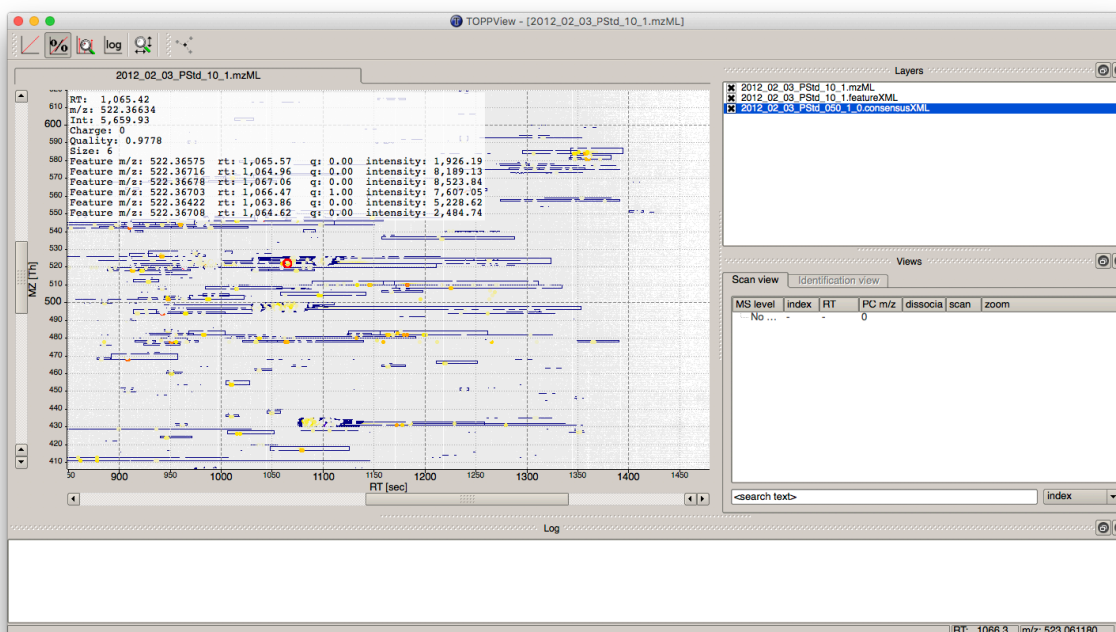 TOPPView - [2012_02_03_PStd_10_1.mzML]
% log
2012_02_03_PStd_10_1.mzML
RT: 1,065.42
m/z: 522.36634
Int: 5,659.93
Charge: 0
Quality: 0.9778
Size: 6
Feature m/z: 522.36575 rt: 1,065.57 q: 0.00 intensity: 1,926.19
Feature m/z: 522.36716 rt: 1,064.96 q: 0.00 intensity: 8,189.13
Feature m/z: 522.36678 rt: 1,067.06 q: 0.00 intensity: 8,523.84
Feature m/z: 522.36703 rt: 1,066.47 q: 1.00 intensity: 7,607.05
Feature m/z: 522.36422 rt: 1,063.86 q: 0.00 intensity: 5,228.62
Feature m/z: 522.36708 rt: 1,064.62 q: 0.00 intensity: 2,484.74
610
600
590
580
570
560
550
540
530
520
510
500
490
480
470
460
450
440
430
420
410
MZ [Th]
50 900 950 1000 1050 1100 1150 1200 1250 1300 1350 1400 1450
RT [sec]
Layers
2012_02_03_PStd_10_1.mzML
2012_02_03_PStd_10_1.featureXML
2012_02_03_PStd_050_1_0.consensusXML
Views
Scan view Identification view
MS level index RT PC m/z dissocia scan zoom
No ... - - 0
<search text> index
Log
RT: 1066.3 m/z: 523.061180